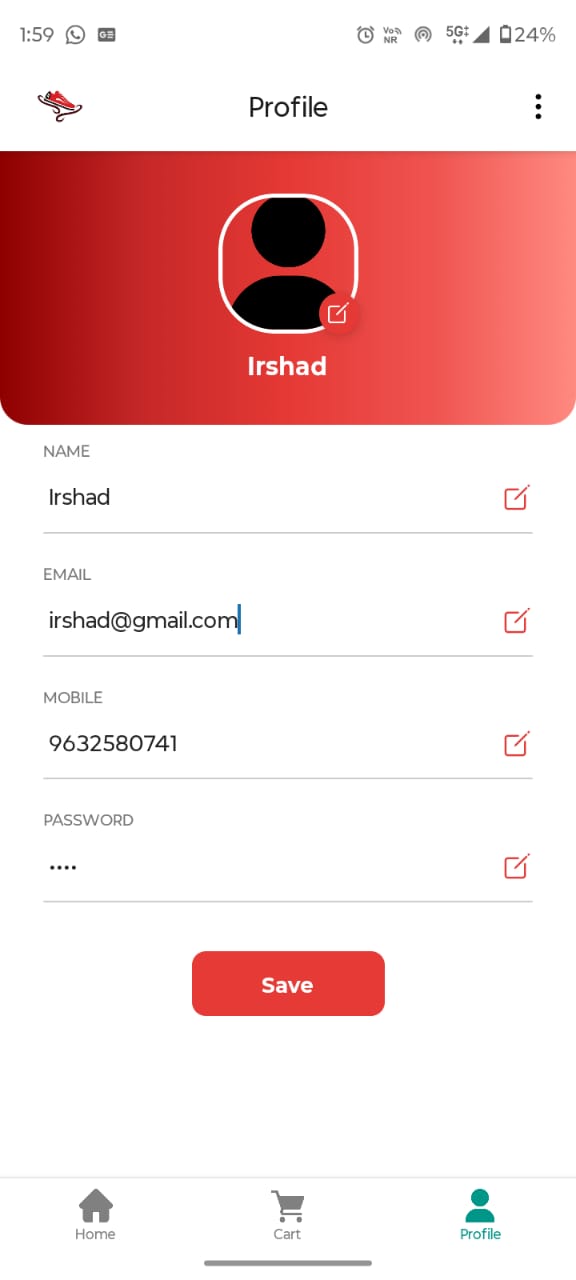 1:59 GE Vo NR 5G 24%
Profile
Irshad
NAME
Irshad
EMAIL
irshad@gmail.com
MOBILE
9632580741
PASSWORD
••••
Save
Home Cart Profile